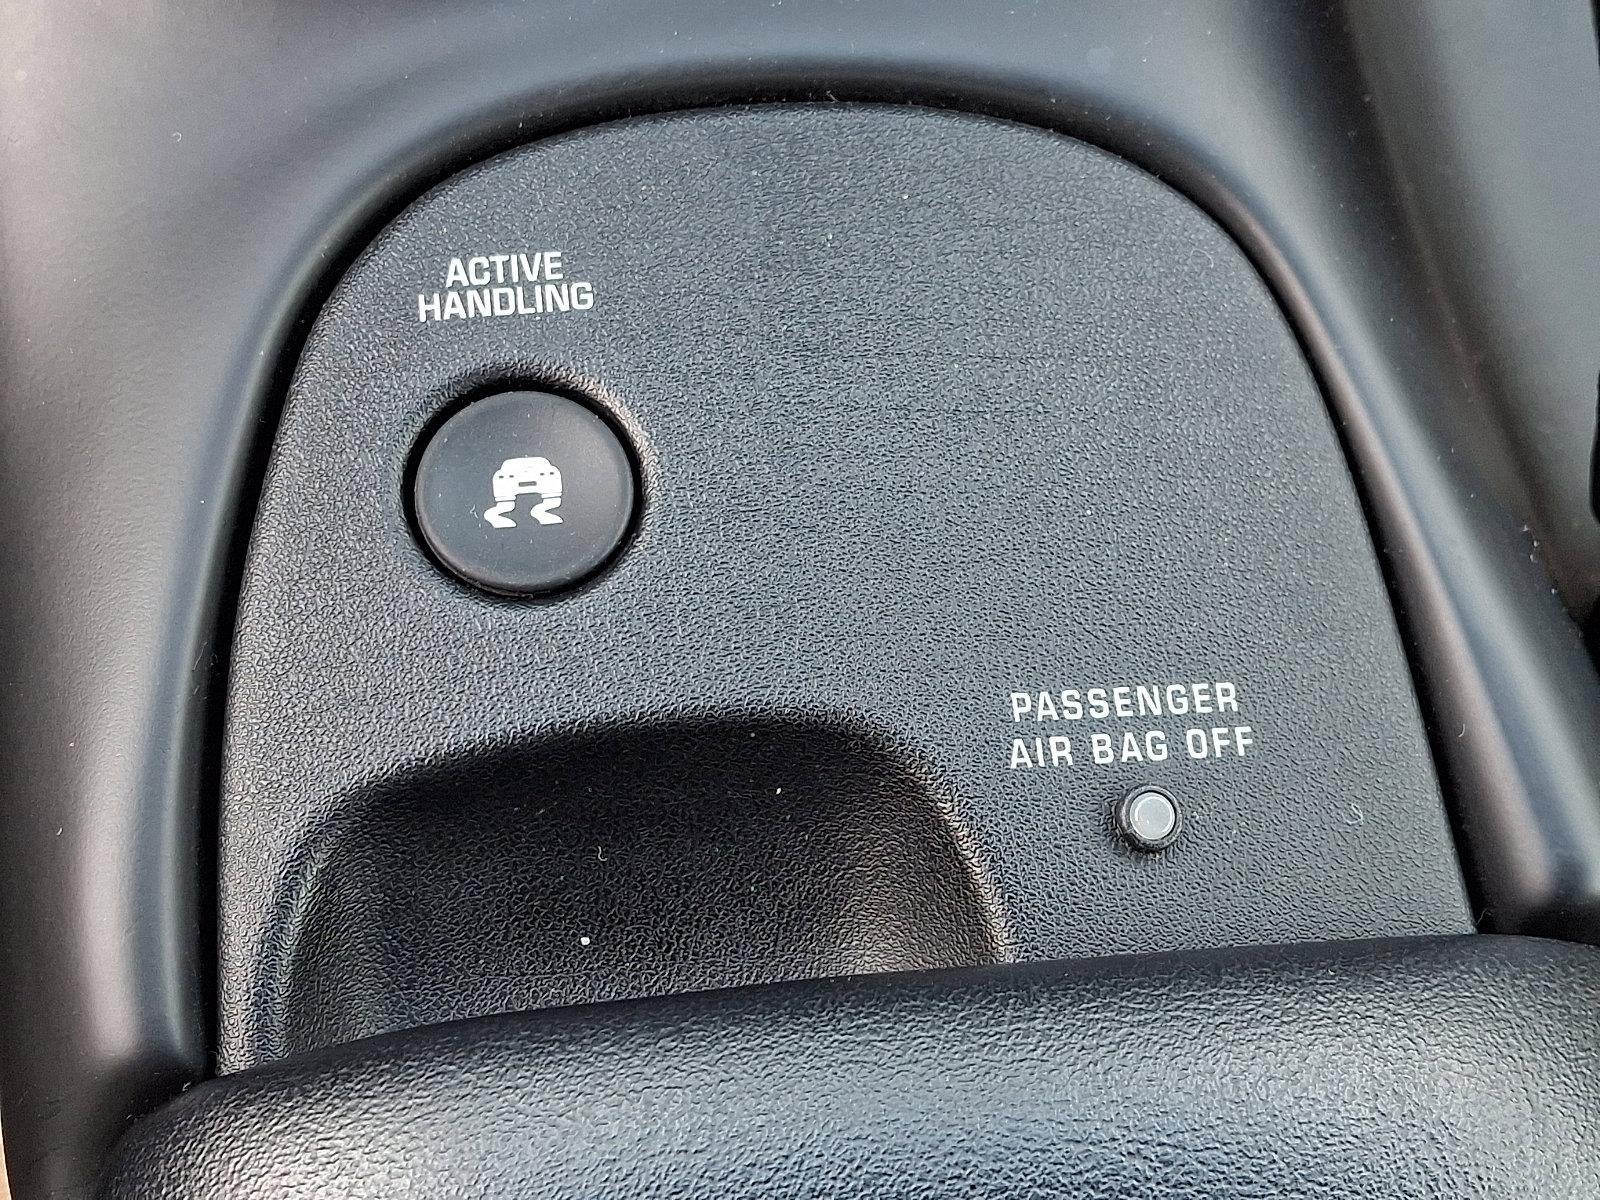 ACTIVE
HANDLING
PASSENGER
AIR BAG OFF